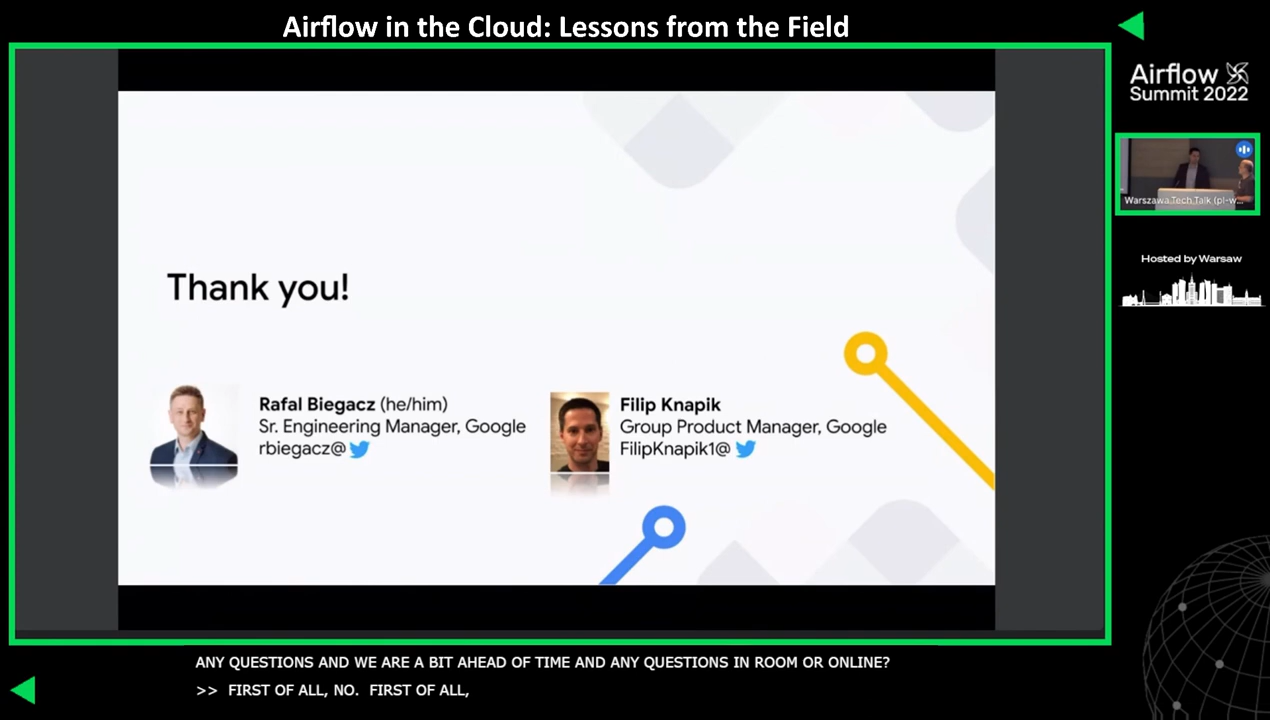 Airflow in the Cloud: Lessons from the Field
Airflow
Summit 2022
Warszawa.Tech.Talk (pl-w...
Hosted by Warsaw
Thank you!
Rafal Biegacz (he/him)
Sr. Engineering Manager, Google
rbiegacz@
Filip Knapik
Group Product Manager, Google
FilipKnapik1@
ANY QUESTIONS AND WE ARE A BIT AHEAD OF TIME AND ANY QUESTIONS IN ROOM OR ONLINE?
>> FIRST OF ALL, NO. FIRST OF ALL,